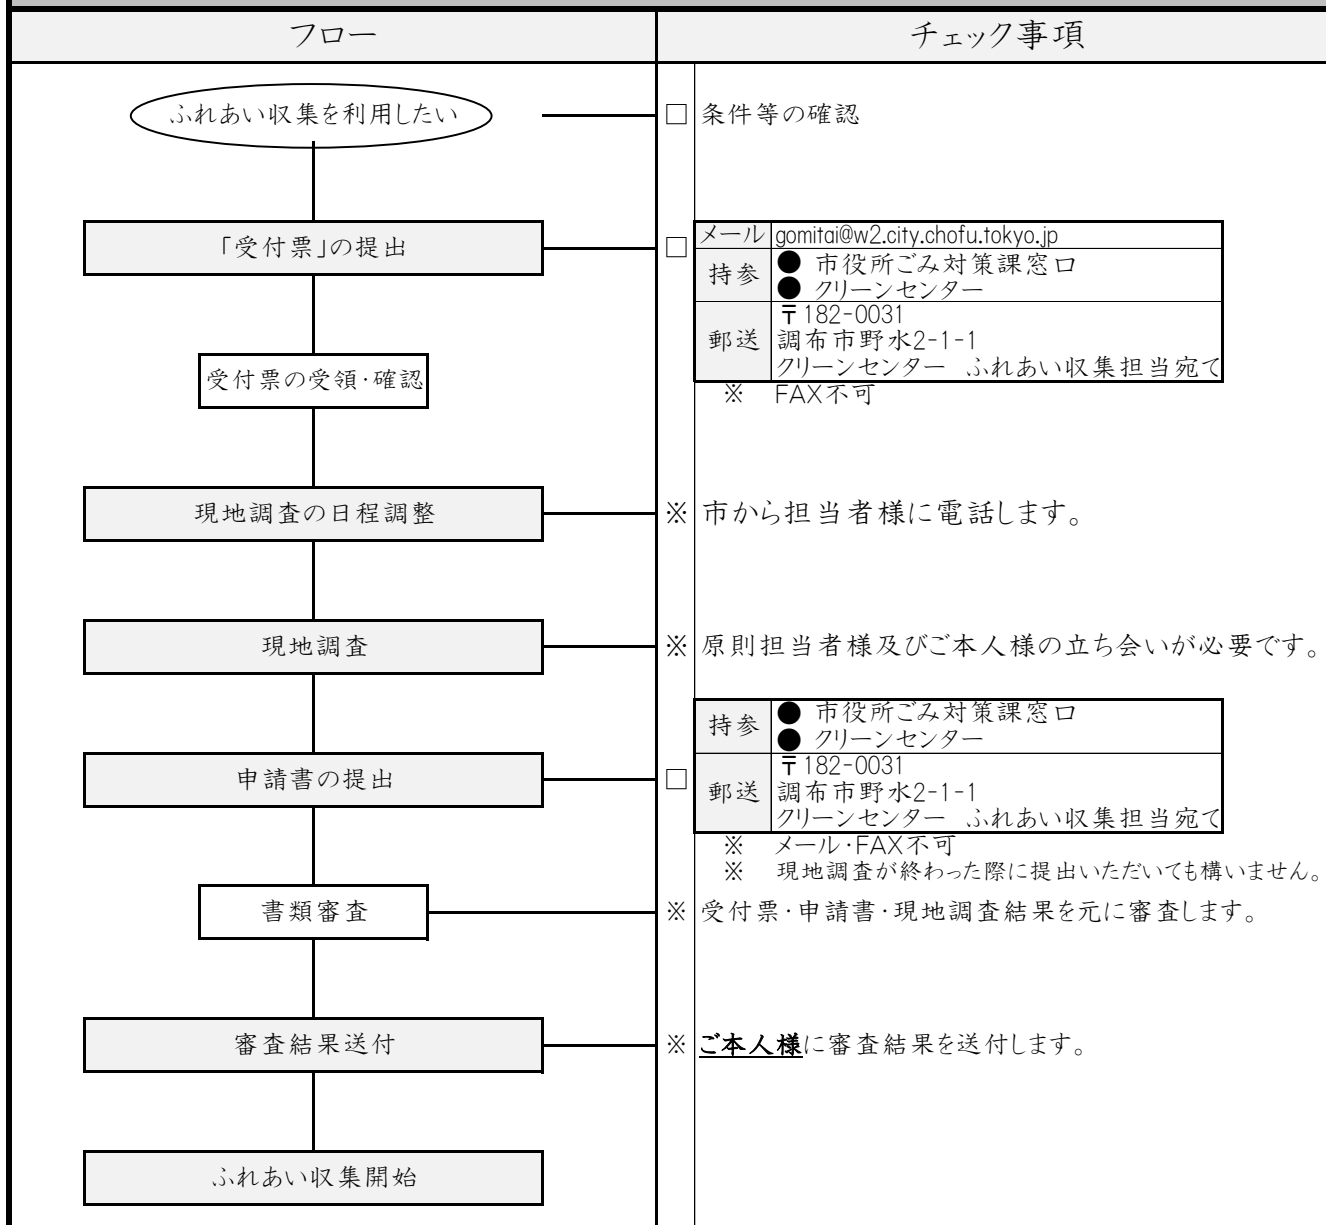 フロー
チェック事項
ふれあい収集を利用したい
□ 条件等の確認
「受付票」の提出
□
メール gomitai@w2.city.chofu.tokyo.jp
持参
● 市役所ごみ対策課窓口
● クリーンセンター
郵送
〒182-0031
調布市野水2-1-1
クリーンセンター ふれあい収集担当宛て
※ FAX不可
受付票の受領・確認
現地調査の日程調整
※ 市から担当者様に電話します。
現地調査
※ 原則担当者様及びご本人様の立ち会いが必要です。
申請書の提出
□
持参
● 市役所ごみ対策課窓口
● クリーンセンター
郵送
〒182-0031
調布市野水2-1-1
クリーンセンター ふれあい収集担当宛て
※ メール・FAX不可
※ 現地調査が終わった際に提出いただいても構いません。
書類審査
※ 受付票・申請書・現地調査結果を元に審査します。
審査結果送付
※ ご本人様に審査結果を送付します。
ふれあい収集開始